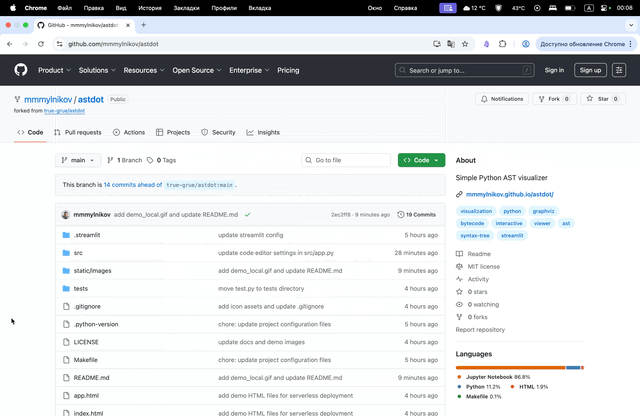 Chrome Файл Правка Вид История Закладки Профили Вкладка Окно Справка 12 °C 43°C A 00:08
GitHub - mmmylnikov/astdot
github.com/mmmylnikov/astdot
Доступно обновление Chrome
Product Solutions Resources Open Source Enterprise Pricing Search or jump to... / Sign in Sign up
mmmylnikov / astdot Public
Notifications Fork 0 Star 0
forked from true-grue/astdot
Code Pull requests Actions Projects Security Insights
main 1 Branch 0 Tags Go to file Code
This branch is 14 commits ahead of true-grue/astdot:main .
mmmylnikov add demo_local.gif and update README.md 2ec2ff8 · 9 minutes ago 19 Commits
.streamlit update streamlit config 5 hours ago
src update code editor settings in src/app.py 28 minutes ago
static/images add demo_local.gif and update README.md 9 minutes ago
tests move test.py to tests directory 4 hours ago
.gitignore add icon assets and update .gitignore 4 hours ago
.python-version chore: update project configuration files 5 hours ago
LICENSE update docs and demo images 4 hours ago
Makefile chore: update project configuration files 5 hours ago
README.md add demo_local.gif and update README.md 9 minutes ago
app.html add demo HTML files for serverless deployment 4 hours ago
index.html add demo HTML files for serverless deployment 4 hours ago
About
Simple Python AST visualizer
mmmylnikov.github.io/astdot/
visualization python graphviz
bytecode interactive viewer ast
syntax-tree streamlit
Readme
MIT license
Activity
0 stars
0 watching
0 forks
Report repository
Languages
Jupyter Notebook 86.8%
Python 11.2% HTML 1.9%
Makefile 0.1%